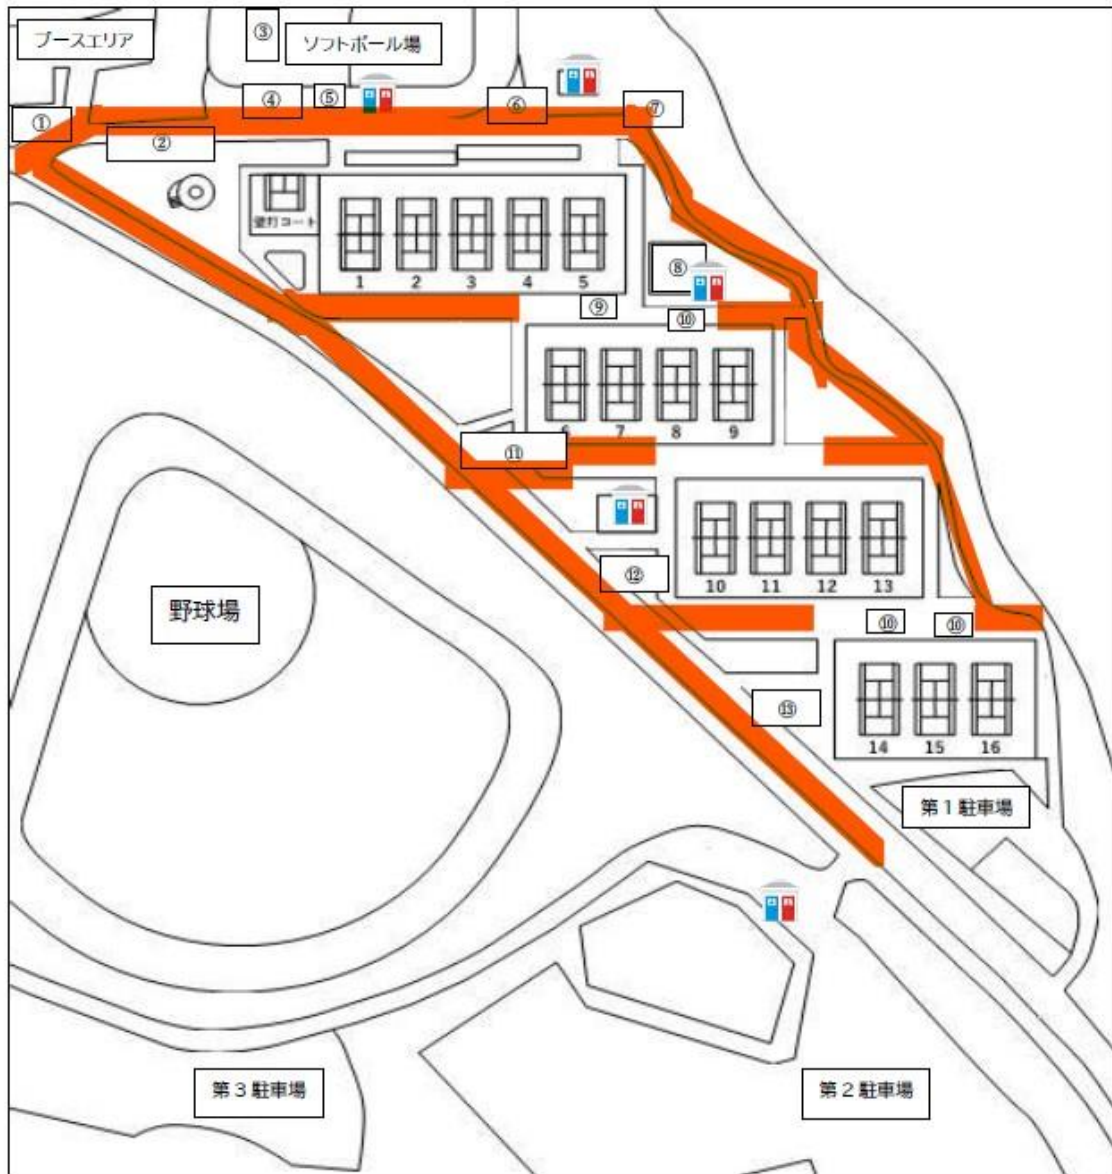 ブースエリア
③
ソフトボール場
④
⑤
⑥
⑦
①
②
壁打コート
1 2 3 4 5
⑧
⑨
⑩
6 7 8 9
⑪
10 11 12 13
⑫
⑩
⑩
野球場
14 15 16
⑬
第1駐車場
第3駐車場
第2駐車場